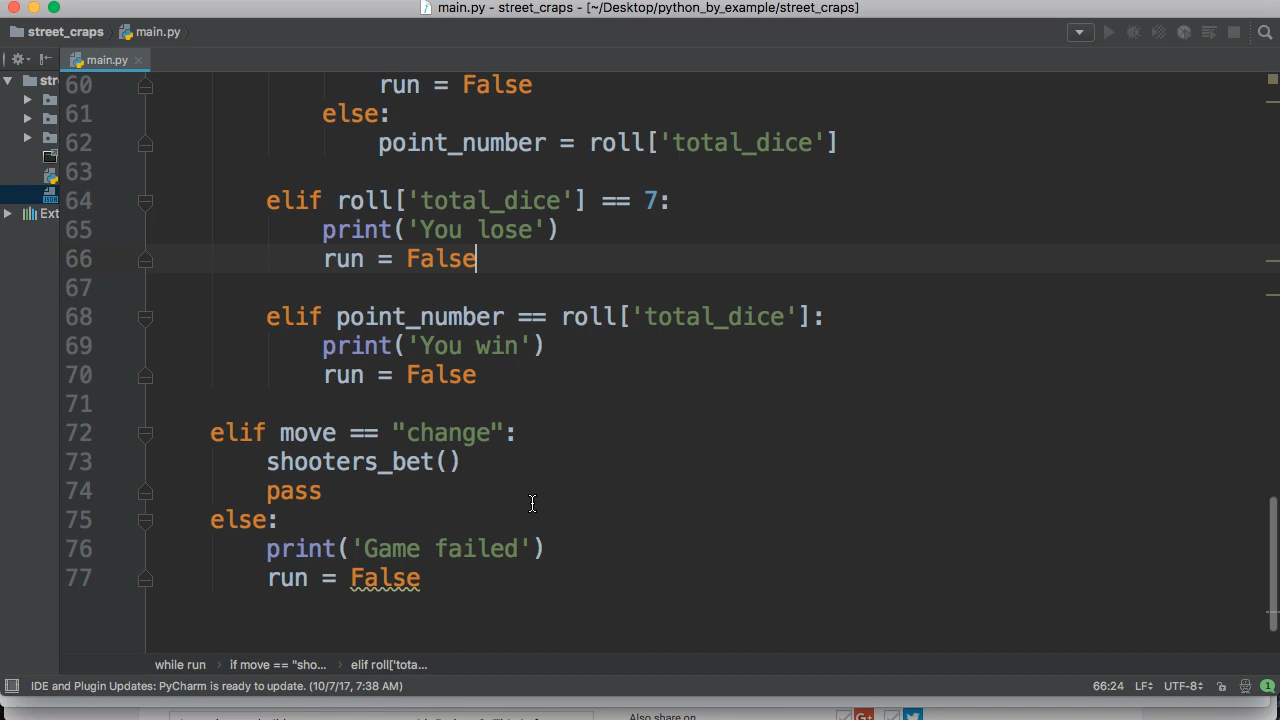 main.py - street_craps - [~/Desktop/python_by_example/street_craps]
street_craps main.py
main.py
str
60 run = False
61 else:
62 point_number = roll['total_dice']
63
64 elif roll['total_dice'] == 7:
65 print('You lose')
66 run = False
67
68 elif point_number == roll['total_dice']:
69 print('You win')
70 run = False
71
72 elif move == "change":
73 shooters_bet()
74 pass
75 else:
76 print('Game failed')
77 run = False
Ext
while run › if move == "sho... › elif roll['tota...
IDE and Plugin Updates: PyCharm is ready to update. (10/7/17, 7:38 AM) 66:24 LF UTF-8 1
Also share on